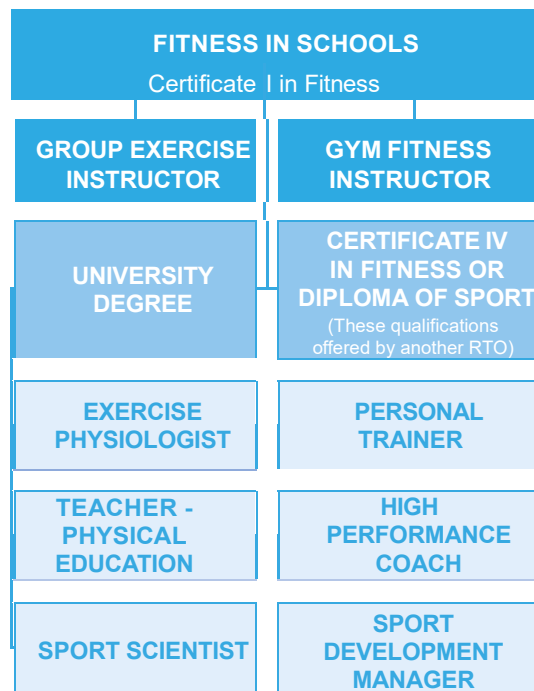 FITNESS IN SCHOOLS
Certificate I in Fitness
GROUP EXERCISE
INSTRUCTOR
GYM FITNESS
INSTRUCTOR
UNIVERSITY
DEGREE
CERTIFICATE IV
IN FITNESS OR
DIPLOMA OF SPORT
(These qualifications
offered by another RTO)
EXERCISE
PHYSIOLOGIST
PERSONAL
TRAINER
TEACHER -
PHYSICAL
EDUCATION
HIGH
PERFORMANCE
COACH
SPORT SCIENTIST
SPORT
DEVELOPMENT
MANAGER